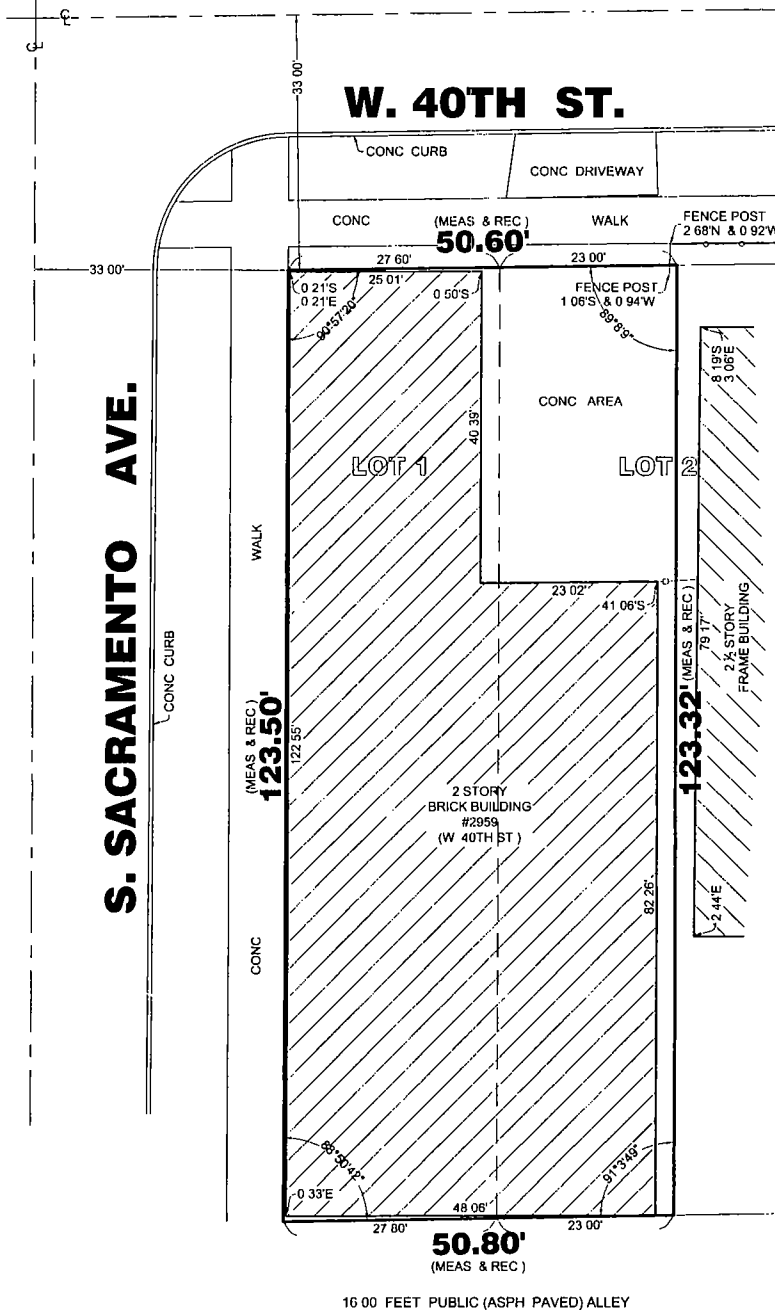 ℄
℄
33 00'
W. 40TH ST.
CONC CURB
CONC DRIVEWAY
CONC
(MEAS & REC )
WALK
FENCE POST
2 68'N & 0 92'W
50.60'
33 00'
27 60'
23 00'
0 21'S
0 21'E
25 01'
0 50'S
FENCE POST
1 06'S & 0 94'W
90°57'20"
89°8'9"
8 19'S
3 06'E
CONC AREA
40 39'
LOT 1
LOT 2
S. SACRAMENTO AVE.
WALK
23 02'
41 06'S
CONC CURB
(MEAS & REC )
123.50'
122 55'
123.32'
(MEAS & REC )
79 17'
2 ½ STORY
FRAME BUILDING
2 STORY
BRICK BUILDING
#2959
(W 40TH ST )
82 26'
2 44'E
CONC
88°50'42"
91°3'49"
0 33'E
48 06'
27 80'
23 00'
50.80'
(MEAS & REC )
16 00 FEET PUBLIC (ASPH PAVED) ALLEY